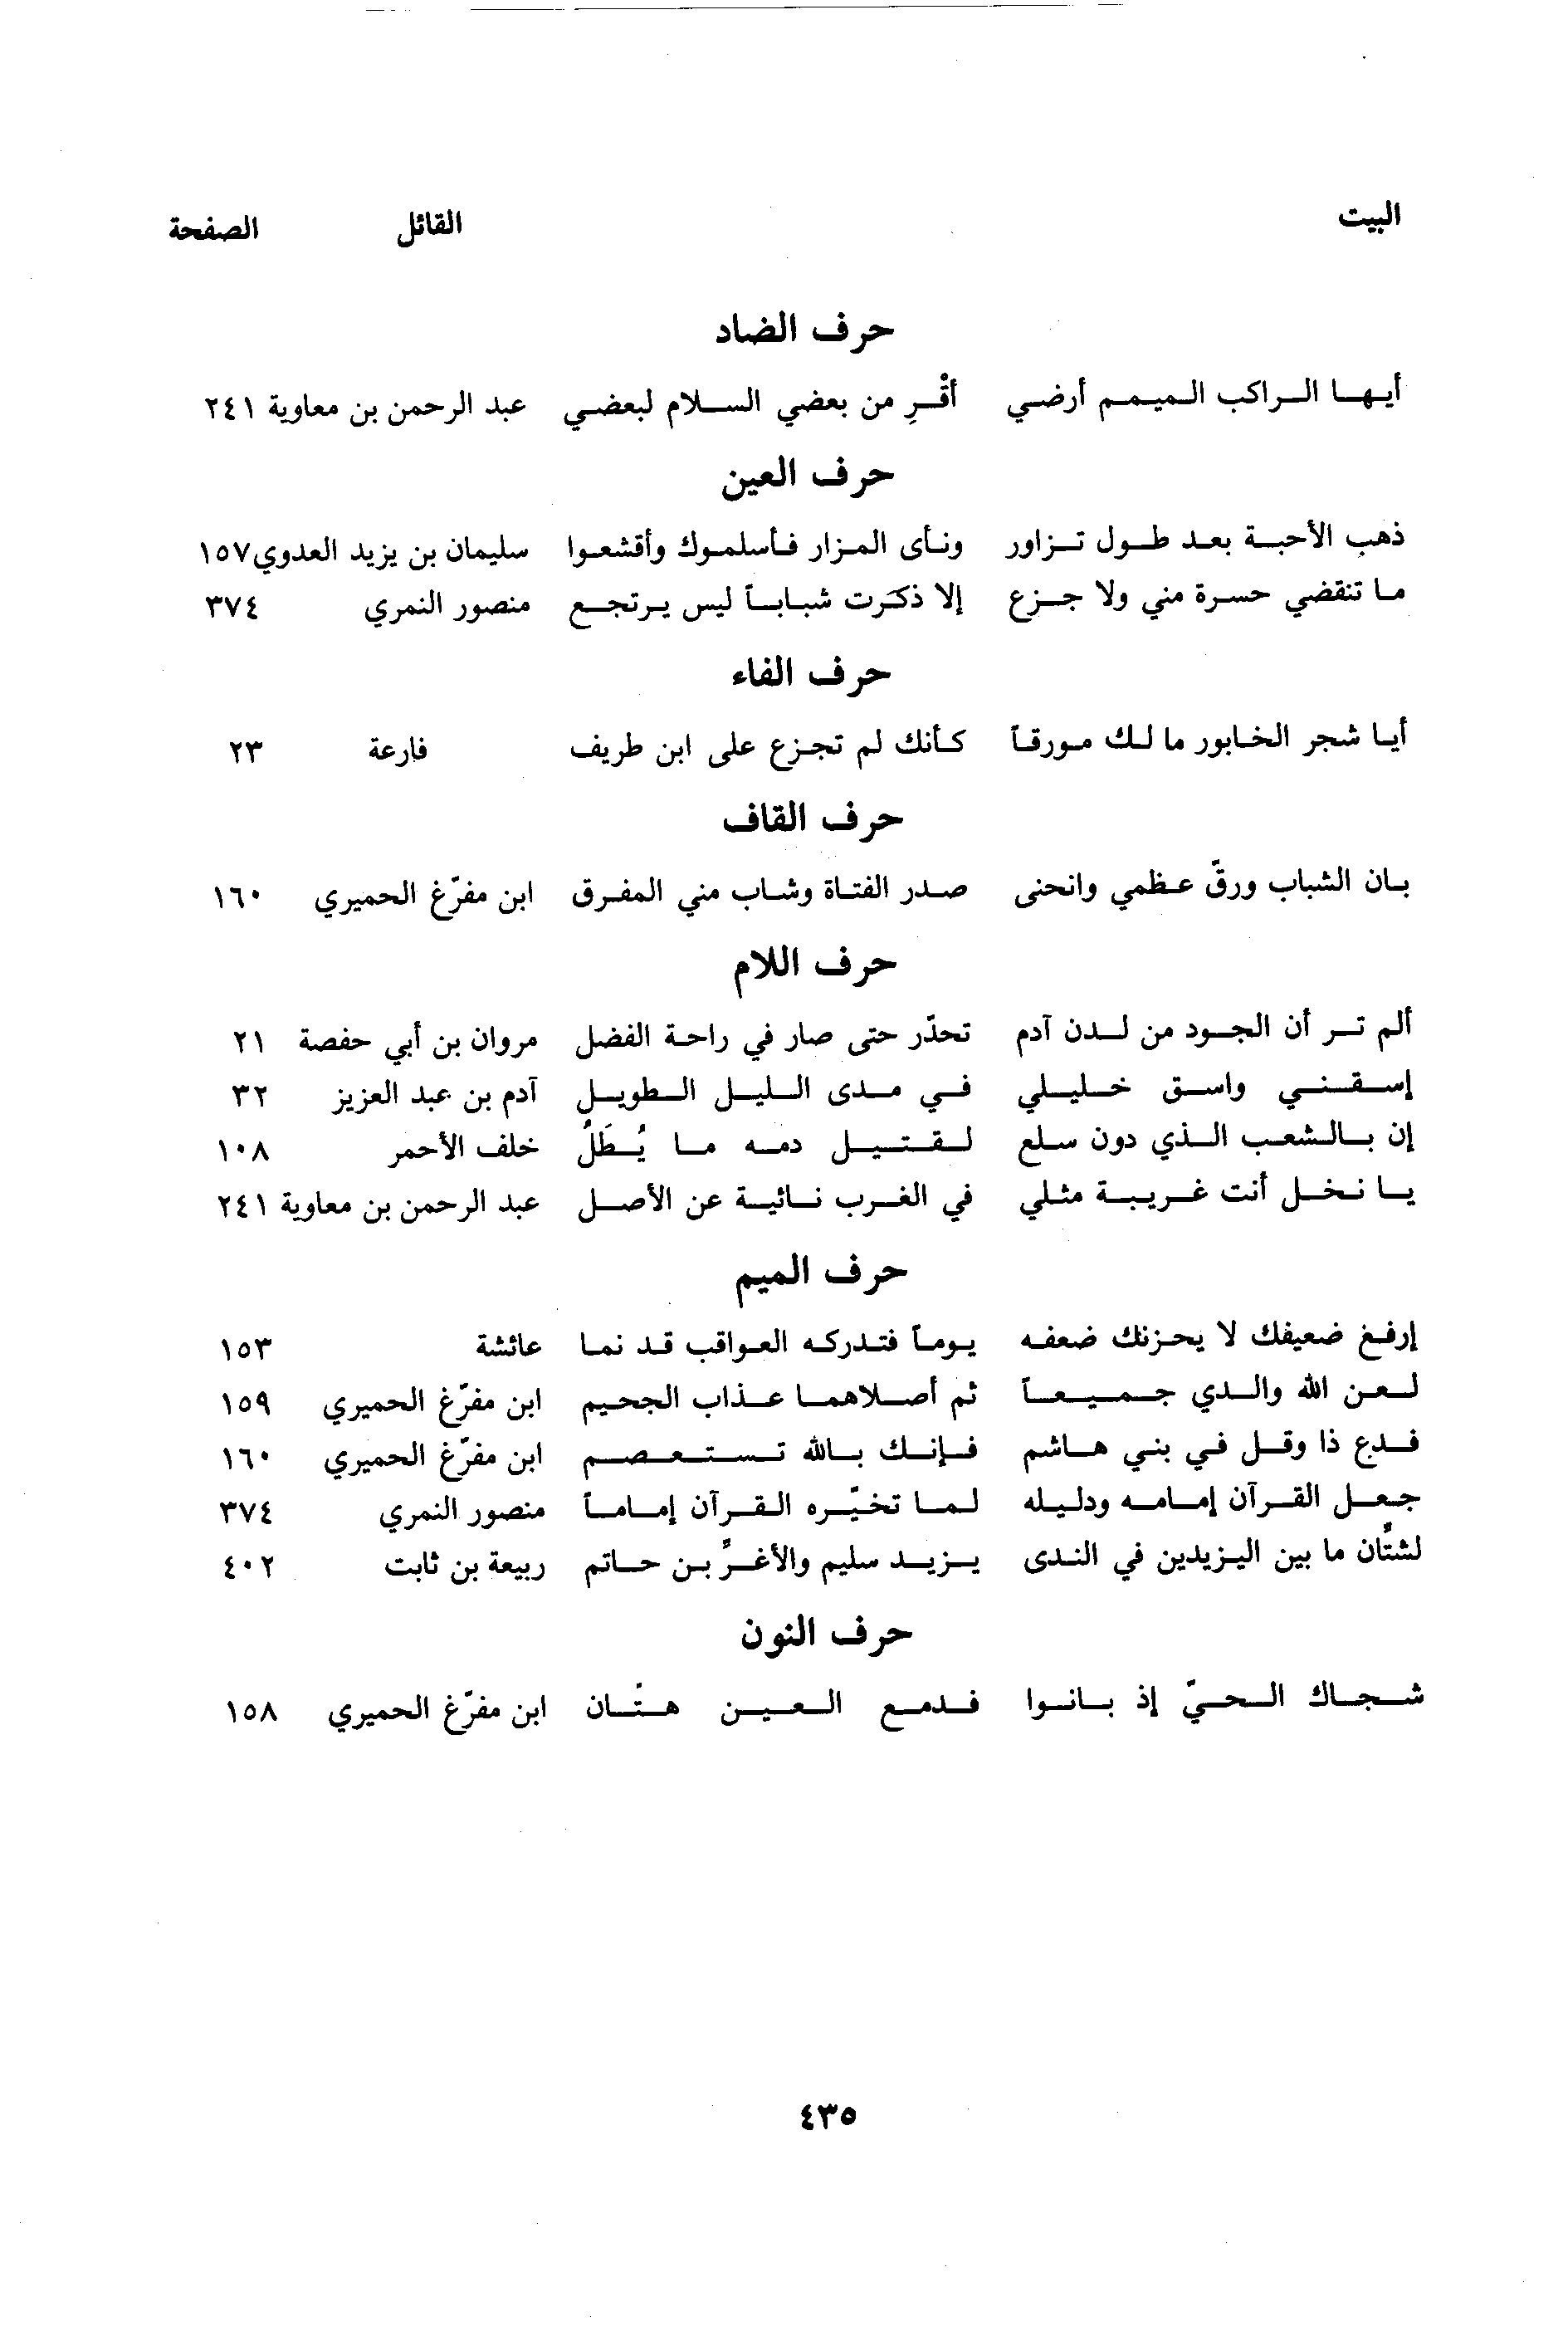 البيت القائل الصفحة
حرف الضاد
أيها الراكب الميمم أرضي أقْرِ من بعضي السلام لبعضي عبد الرحمن بن معاوية ٢٤١
حرف العين
ذهب الأحبة بعد طول تزاور ونأى المزار فأسلموك وأقشعوا سليمان بن يزيد العدوي ١٥٧
ما تنقضي حسرة مني ولا جزع إلا ذكرت شباباً ليس يرتجع منصور النمري ٣٧٤
حرف الفاء
أيا شجر الخابور ما لك مورقاً كأنك لم تجزع على ابن طريف فارعة ٢٣
حرف القاف
بان الشباب ورقّ عظمي وانحنى صدر الفتاة وشاب مني المفرق ابن مفرّغ الحميري ١٦٠
حرف اللام
ألم تر أن الجود من لدن آدم تحدّر حتى صار في راحة الفضل مروان بن أبي حفصة ٢١
إسقني واسق خليلي في مدى الليل الطويل آدم بن عبد العزيز ٣٢
إن بالشعب الذي دون سلع لقتيل دمه ما يُطَلُّ خلف الأحمر ١٠٨
يا نخل أنت غريبة مثلي في الغرب نائية عن الأصل عبد الرحمن بن معاوية ٢٤١
حرف الميم
إرفع ضعيفك لا يحزنك ضعفه يوماً فتدركه العواقب قد نما عائشة ١٥٣
لعن الله والدي جميعاً ثم أصلاهما عذاب الجحيم ابن مفرّغ الحميري ١٥٩
فدع ذا وقل في بني هاشم فإنك بالله تستعصم ابن مفرّغ الحميري ١٦٠
جعل القرآن إمامه ودليله لما تخيّره القرآن إماماً منصور النمري ٣٧٤
لشتَّان ما بين اليزيدين في الندى يزيد سليم والأغرِّ بن حاتم ربيعة بن ثابت ٤٠٢
حرف النون
شجاك الحيّ إذ بانوا فدمع العين هتّان ابن مفرّغ الحميري ١٥٨
٤٣٥